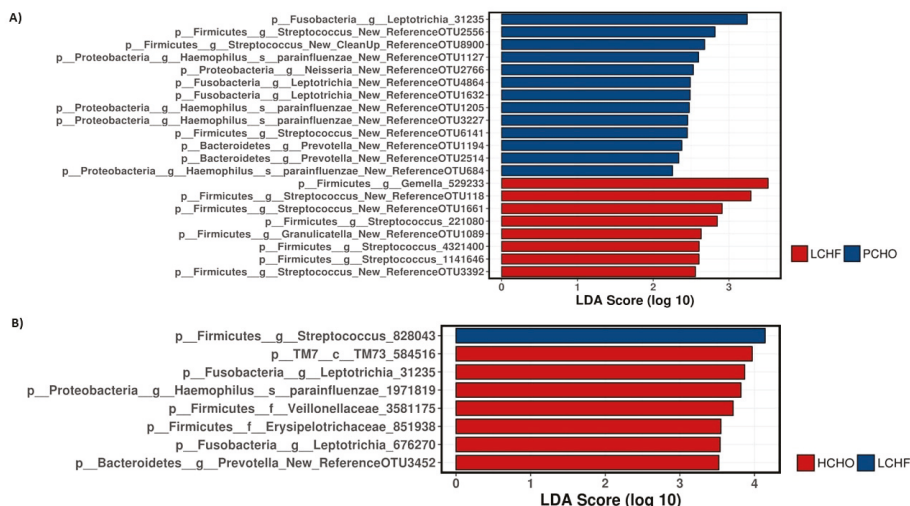 A)
p__Fusobacteria__g__Leptotrichia_31235
p__Firmicutes__g__Streptococcus_New_ReferenceOTU2556
p__Firmicutes__g__Streptococcus_New_CleanUp_ReferenceOTU8900
p__Proteobacteria__g__Haemophilus__s__parainfluenzae_New_ReferenceOTU1127
p__Proteobacteria__g__Neisseria_New_ReferenceOTU2766
p__Fusobacteria__g__Leptotrichia_New_ReferenceOTU4864
p__Fusobacteria__g__Leptotrichia_New_ReferenceOTU1632
p__Proteobacteria__g__Haemophilus__s__parainfluenzae_New_ReferenceOTU1205
p__Proteobacteria__g__Haemophilus__s__parainfluenzae_New_ReferenceOTU3227
p__Firmicutes__g__Streptococcus_New_ReferenceOTU6141
p__Bacteroidetes__g__Prevotella_New_ReferenceOTU1194
p__Bacteroidetes__g__Prevotella_New_ReferenceOTU2514
p__Proteobacteria__g__Haemophilus__s__parainfluenzae_New_ReferenceOTU684
p__Firmicutes__g__Gemella_529233
p__Firmicutes__g__Streptococcus_New_ReferenceOTU118
p__Firmicutes__g__Streptococcus_New_ReferenceOTU1661
p__Firmicutes__g__Streptococcus_221080
p__Firmicutes__g__Granulicatella_New_ReferenceOTU1089
p__Firmicutes__g__Streptococcus_4321400
p__Firmicutes__g__Streptococcus_1141646
p__Firmicutes__g__Streptococcus_New_ReferenceOTU3392
0 1 2 3
LDA Score (log 10)
LCHF PCHO
B)
p__Firmicutes__g__Streptococcus_828043
p__TM7__c__TM73_584516
p__Fusobacteria__g__Leptotrichia_31235
p__Proteobacteria__g__Haemophilus__s__parainfluenzae_1971819
p__Firmicutes__f__Veillonellaceae_3581175
p__Firmicutes__f__Erysipelotrichaceae_851938
p__Fusobacteria__g__Leptotrichia_676270
p__Bacteroidetes__g__Prevotella_New_ReferenceOTU3452
0 1 2 3 4
LDA Score (log 10)
HCHO LCHF